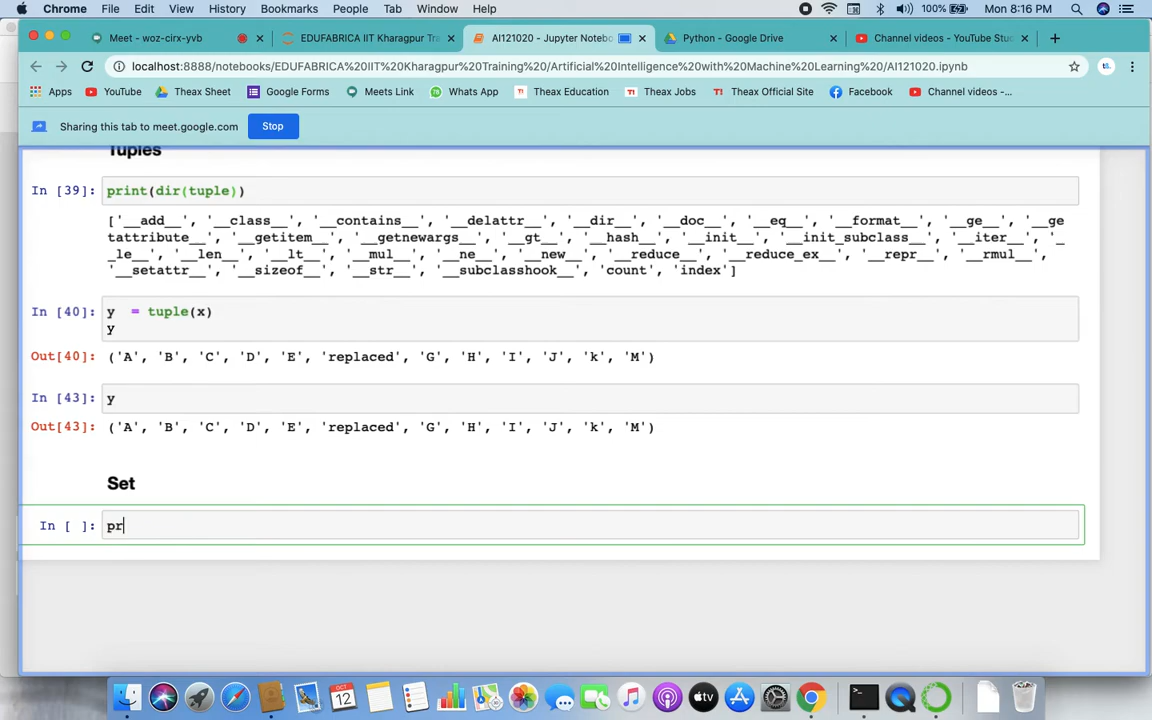 Chrome File Edit View History Bookmarks People Tab Window Help 100% Mon 8:16 PM
Meet - woz-cirx-yvb EDUFABRICA IIT Kharagpur Tra AI121020 - Jupyter Notebo Python - Google Drive Channel videos - YouTube Stud
localhost:8888/notebooks/EDUFABRICA%20IIT%20Kharagpur%20Training%20/Artificial%20Intelligence%20with%20Machine%20Learning%20/AI121020.ipynb
Apps YouTube Theax Sheet Google Forms Meets Link Whats App Theax Education Theax Jobs Theax Official Site Facebook Channel videos -...
Sharing this tab to meet.google.com Stop
Tuples
In [39]: print(dir(tuple))
['__add__', '__class__', '__contains__', '__delattr__', '__dir__', '__doc__', '__eq__', '__format__', '__ge__', '__ge
tattribute__', '__getitem__', '__getnewargs__', '__gt__', '__hash__', '__init__', '__init_subclass__', '__iter__', '_
_le__', '__len__', '__lt__', '__mul__', '__ne__', '__new__', '__reduce__', '__reduce_ex__', '__repr__', '__rmul__',
'__setattr__', '__sizeof__', '__str__', '__subclasshook__', 'count', 'index']
In [40]: y = tuple(x)
y
Out[40]: ('A', 'B', 'C', 'D', 'E', 'replaced', 'G', 'H', 'I', 'J', 'k', 'M')
In [43]: y
Out[43]: ('A', 'B', 'C', 'D', 'E', 'replaced', 'G', 'H', 'I', 'J', 'k', 'M')
Set
In [ ]: pr
OCT
12
tv